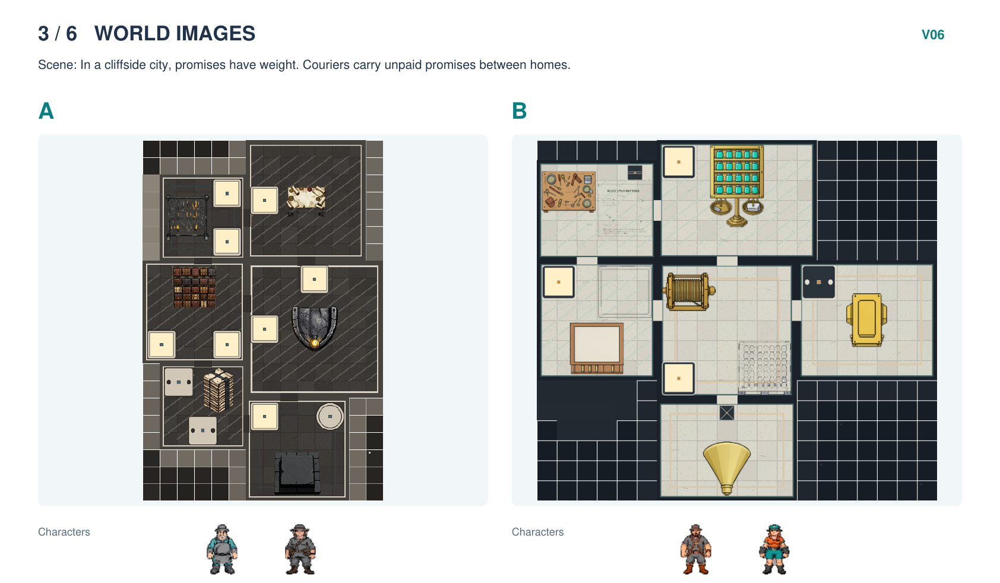 3 / 6 WORLD IMAGES
V06
Scene: In a cliffside city, promises have weight. Couriers carry unpaid promises between homes.
A
B
Characters
Characters